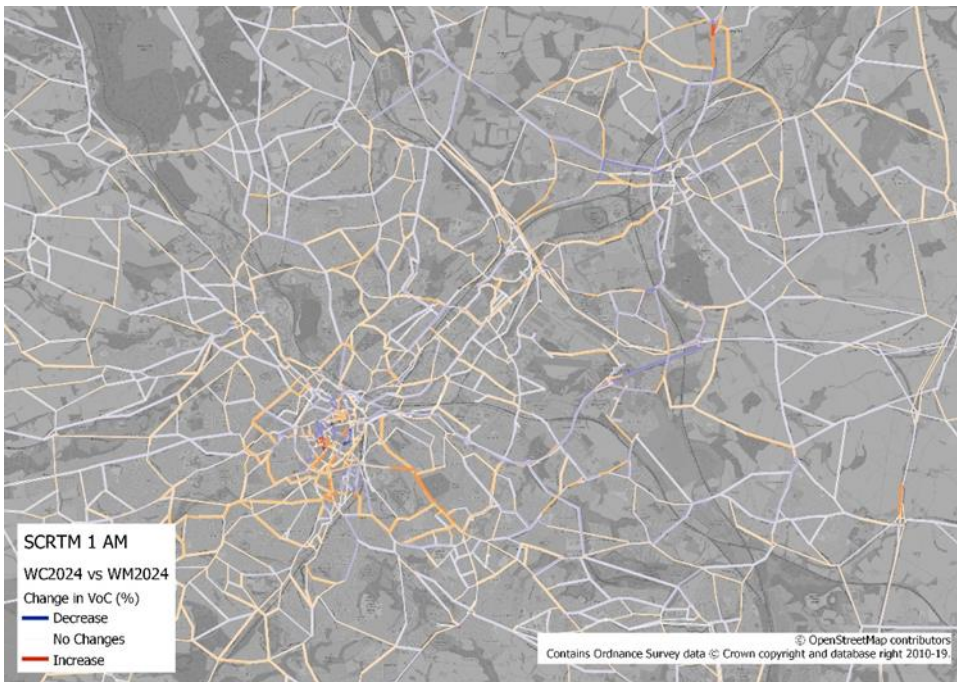 SCRTM 1 AM
WC2024 vs WM2024
Change in VoC (%)
Decrease
No Changes
Increase
© OpenStreetMap contributors
Contains Ordnance Survey data © Crown copyright and database right 2010-19.